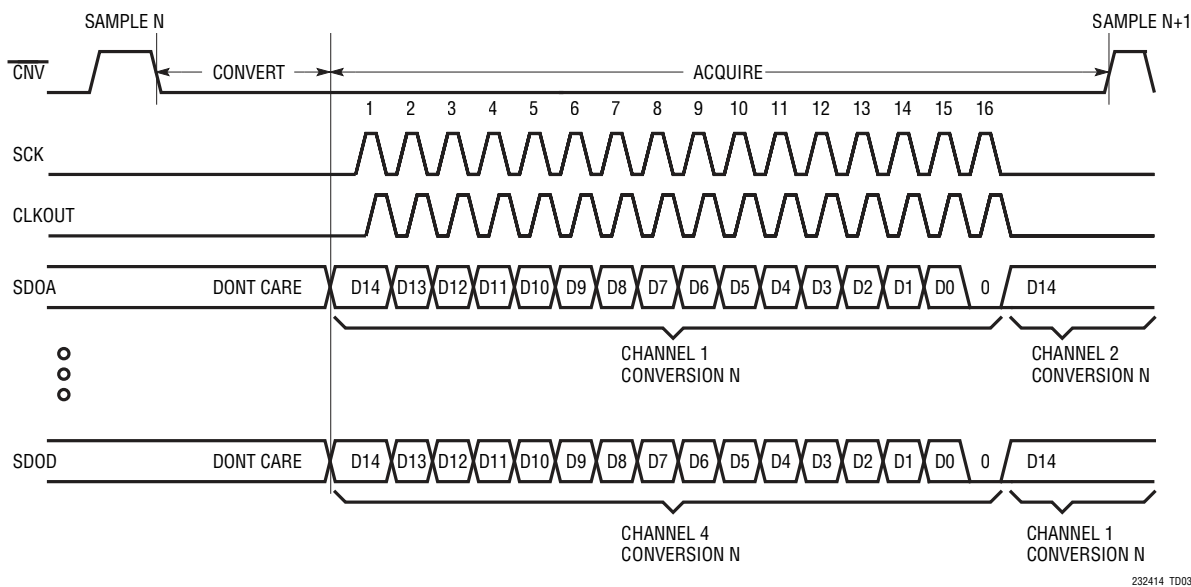 SAMPLE N
SAMPLE N+1
CNV
CONVERT
ACQUIRE
1 2 3 4 5 6 7 8 9 10 11 12 13 14 15 16
SCK
CLKOUT
SDOA DONT CARE D14 D13 D12 D11 D10 D9 D8 D7 D6 D5 D4 D3 D2 D1 D0 0 D14
CHANNEL 1
CONVERSION N
CHANNEL 2
CONVERSION N
SDOD DONT CARE D14 D13 D12 D11 D10 D9 D8 D7 D6 D5 D4 D3 D2 D1 D0 0 D14
CHANNEL 4
CONVERSION N
CHANNEL 1
CONVERSION N
232414 TD03